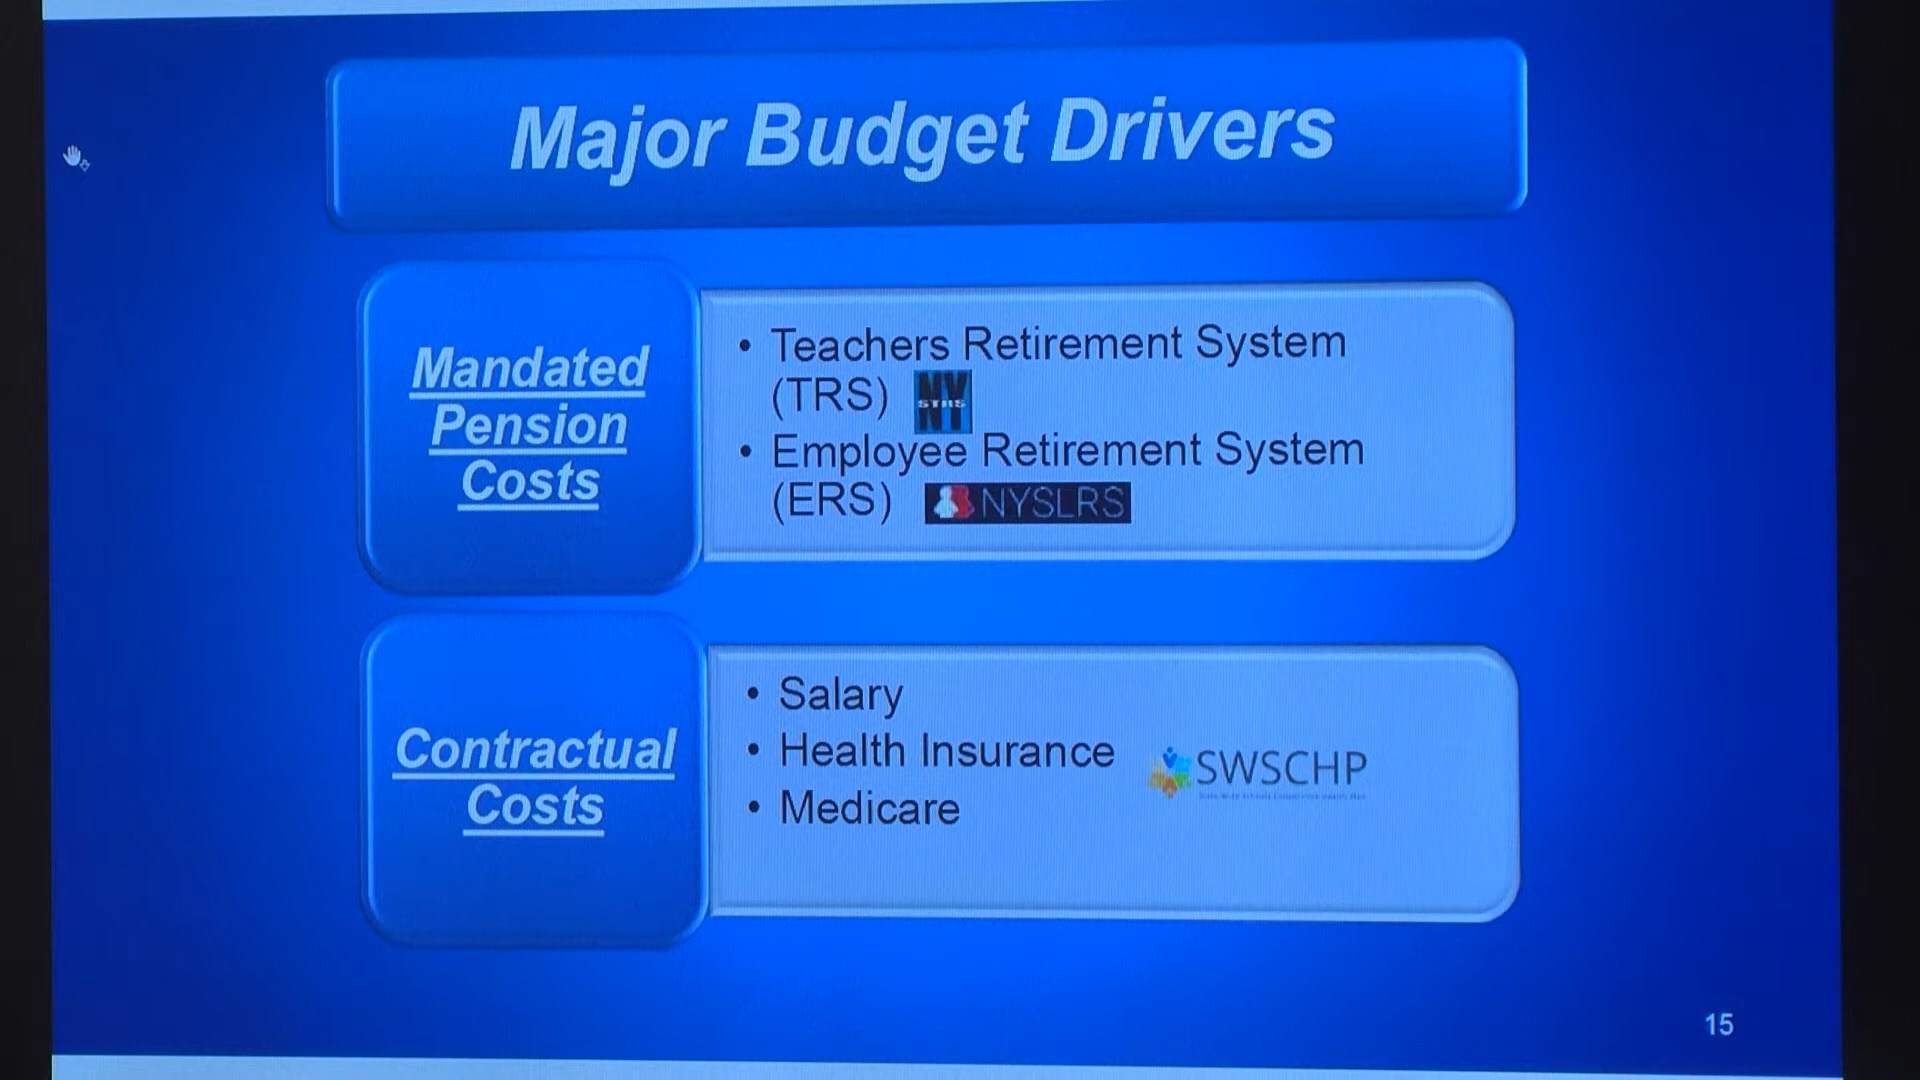 Major Budget Drivers
Mandated
Pension
Costs
• Teachers Retirement System
(TRS)
NY
STRS
• Employee Retirement System
(ERS)
NYSLRS
Contractual
Costs
• Salary
• Health Insurance
SWSCHP
• Medicare
15